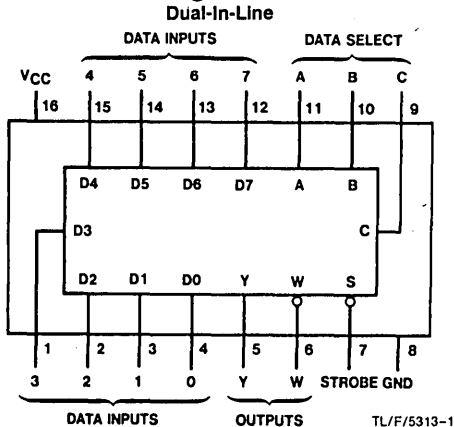 Dual-In-Line
DATA INPUTS DATA SELECT
VCC 4 5 6 7 A B C
16 15 14 13 12 11 10 9
D4 D5 D6 D7 A B
D3 C
D2 D1 D0 Y W S
1 2 3 4 5 6 7 8
3 2 1 0 Y W STROBE GND
DATA INPUTS OUTPUTS TL/F/5313-1